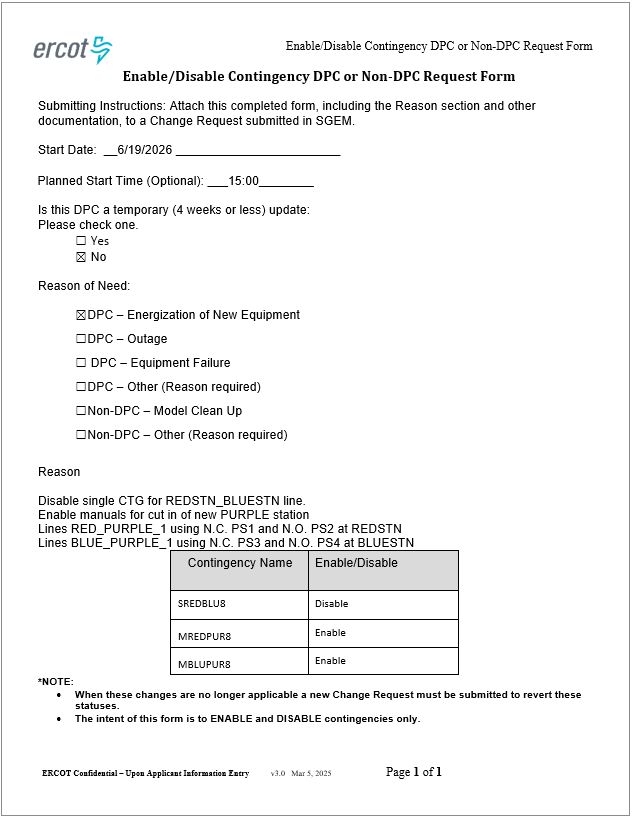 ercot
Enable/Disable Contingency DPC or Non-DPC Request Form
Enable/Disable Contingency DPC or Non-DPC Request Form
Submitting Instructions: Attach this completed form, including the Reason section and other
documentation, to a Change Request submitted in SGEM.
Start Date: __6/19/2026 _________________________
Planned Start Time (Optional): ___15:00________
Is this DPC a temporary (4 weeks or less) update:
Please check one.
☐ Yes
☒ No
Reason of Need:
☒DPC – Energization of New Equipment
☐DPC – Outage
☐ DPC – Equipment Failure
☐DPC – Other (Reason required)
☐Non-DPC – Model Clean Up
☐Non-DPC – Other (Reason required)
Reason
Disable single CTG for REDSTN_BLUESTN line.
Enable manuals for cut in of new PURPLE station
Lines RED_PURPLE_1 using N.C. PS1 and N.O. PS2 at REDSTN
Lines BLUE_PURPLE_1 using N.C. PS3 and N.O. PS4 at BLUESTN
Contingency Name Enable/Disable
SREDBLU8 Disable
MREDPUR8 Enable
MBLUPUR8 Enable
*NOTE:
• When these changes are no longer applicable a new Change Request must be submitted to revert these
statuses.
• The intent of this form is to ENABLE and DISABLE contingencies only.
ERCOT Confidential – Upon Applicant Information Entry v3.0 Mar 5, 2025 Page 1 of 1